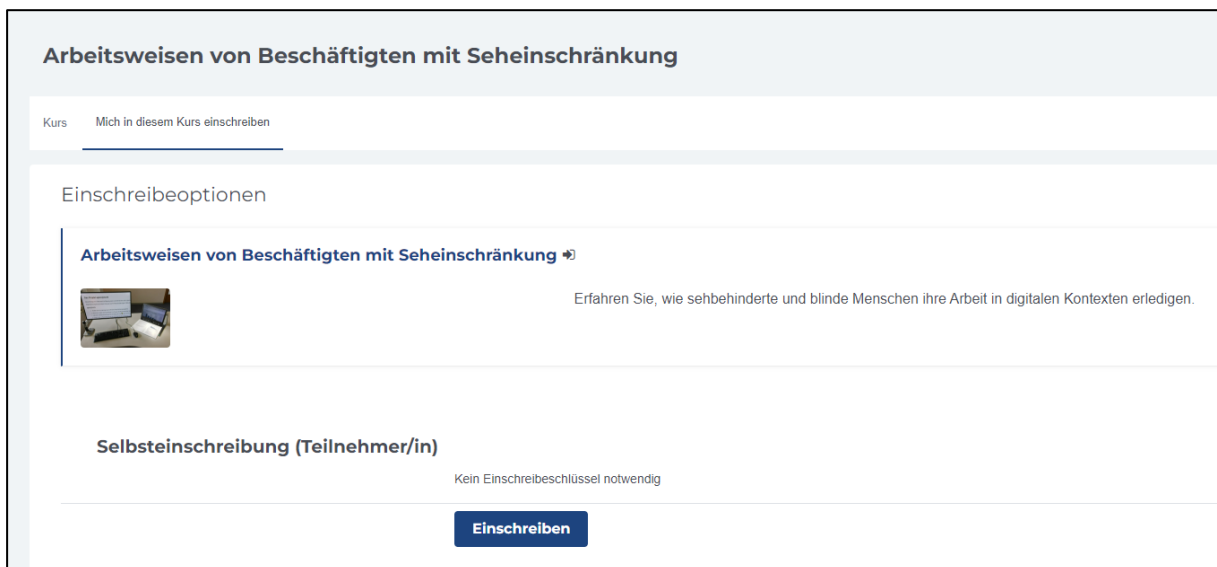 Arbeitsweisen von Beschäftigten mit Seheinschränkung
Kurs Mich in diesem Kurs einschreiben
Einschreibeoptionen
Arbeitsweisen von Beschäftigten mit Seheinschränkung
Erfahren Sie, wie sehbehinderte und blinde Menschen ihre Arbeit in digitalen Kontexten erledigen.
Selbsteinschreibung (Teilnehmer/in)
Kein Einschreibeschlüssel notwendig
Einschreiben